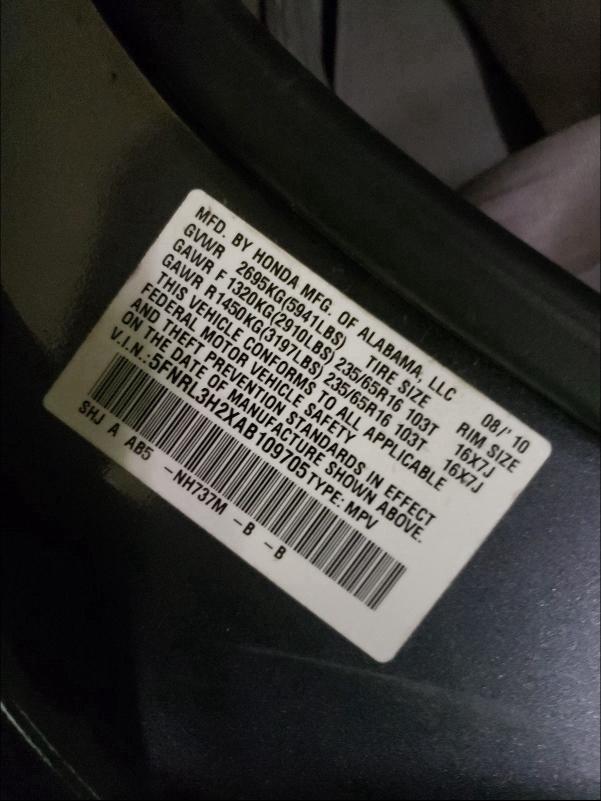 MFD. BY HONDA MFG. OF ALABAMA, LLC 08/'10
GVWR 2695KG(5941LBS) TIRE SIZE RIM SIZE
GAWR F 1320KG(2910LBS) 235/65R16 103T 16X7J
GAWR R1450KG(3197LBS) 235/65R16 103T 16X7J
THIS VEHICLE CONFORMS TO ALL APPLICABLE
FEDERAL MOTOR VEHICLE SAFETY
AND THEFT PREVENTION STANDARDS IN EFFECT
ON THE DATE OF MANUFACTURE SHOWN ABOVE.
V.I.N.:5FNRL3H2XAB109705 TYPE: MPV
SHJ A AB5 -NH737M -B -B